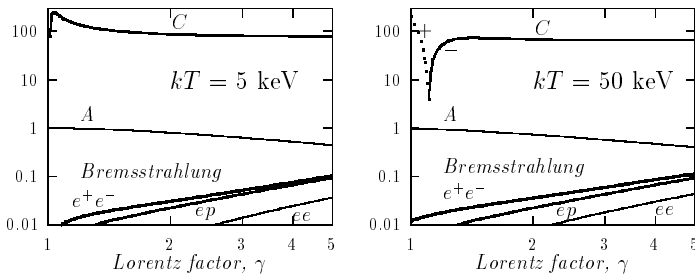 100
10
1
0.1
0.01
C
kT = 5 keV
A
Bremsstrahlung
e⁺e⁻
ep
ee
1
2
3
4
5
Lorentz factor, γ
100
10
1
0.1
0.01
+
−
C
kT = 50 keV
A
Bremsstrahlung
e⁺e⁻
ep
ee
1
2
3
4
5
Lorentz factor, γ